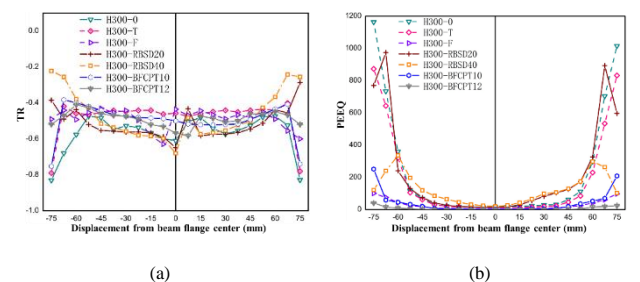 H300-0
H300-T
H300-F
H300-RBSD20
H300-RBSD40
H300-BFCPT10
H300-BFCPT12
TR
0.0
-0.2
-0.4
-0.6
-0.8
-1.0
-75 -60 -45 -30 -15 0 15 30 45 60 75
Displacement from beam flange center (mm)
(a)
H300-0
H300-T
H300-F
H300-RBSD20
H300-RBSD40
H300-BFCPT10
H300-BFCPT12
PEEQ
1200
1000
800
600
400
200
0
-75 -60 -45 -30 -15 0 15 30 45 60 75
Displacement from beam flange center (mm)
(b)